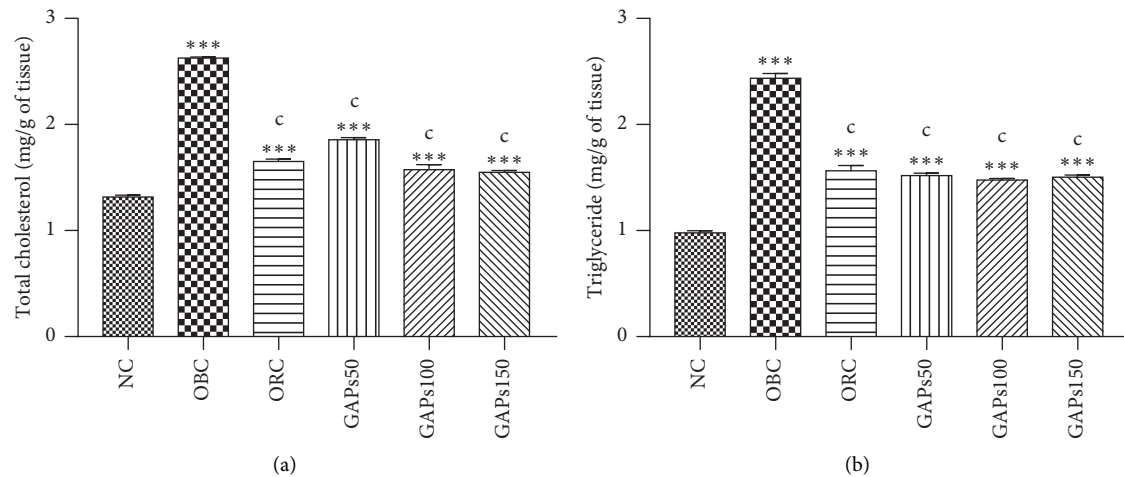 Total cholesterol (mg/g of tissue)
3
2
1
0
***
c
***
c
***
c
***
c
***
NC
OBC
ORC
GAPs50
GAPs100
GAPs150
(a)
Triglyceride (mg/g of tissue)
3
2
1
0
***
c
***
c
***
c
***
c
***
NC
OBC
ORC
GAPs50
GAPs100
GAPs150
(b)